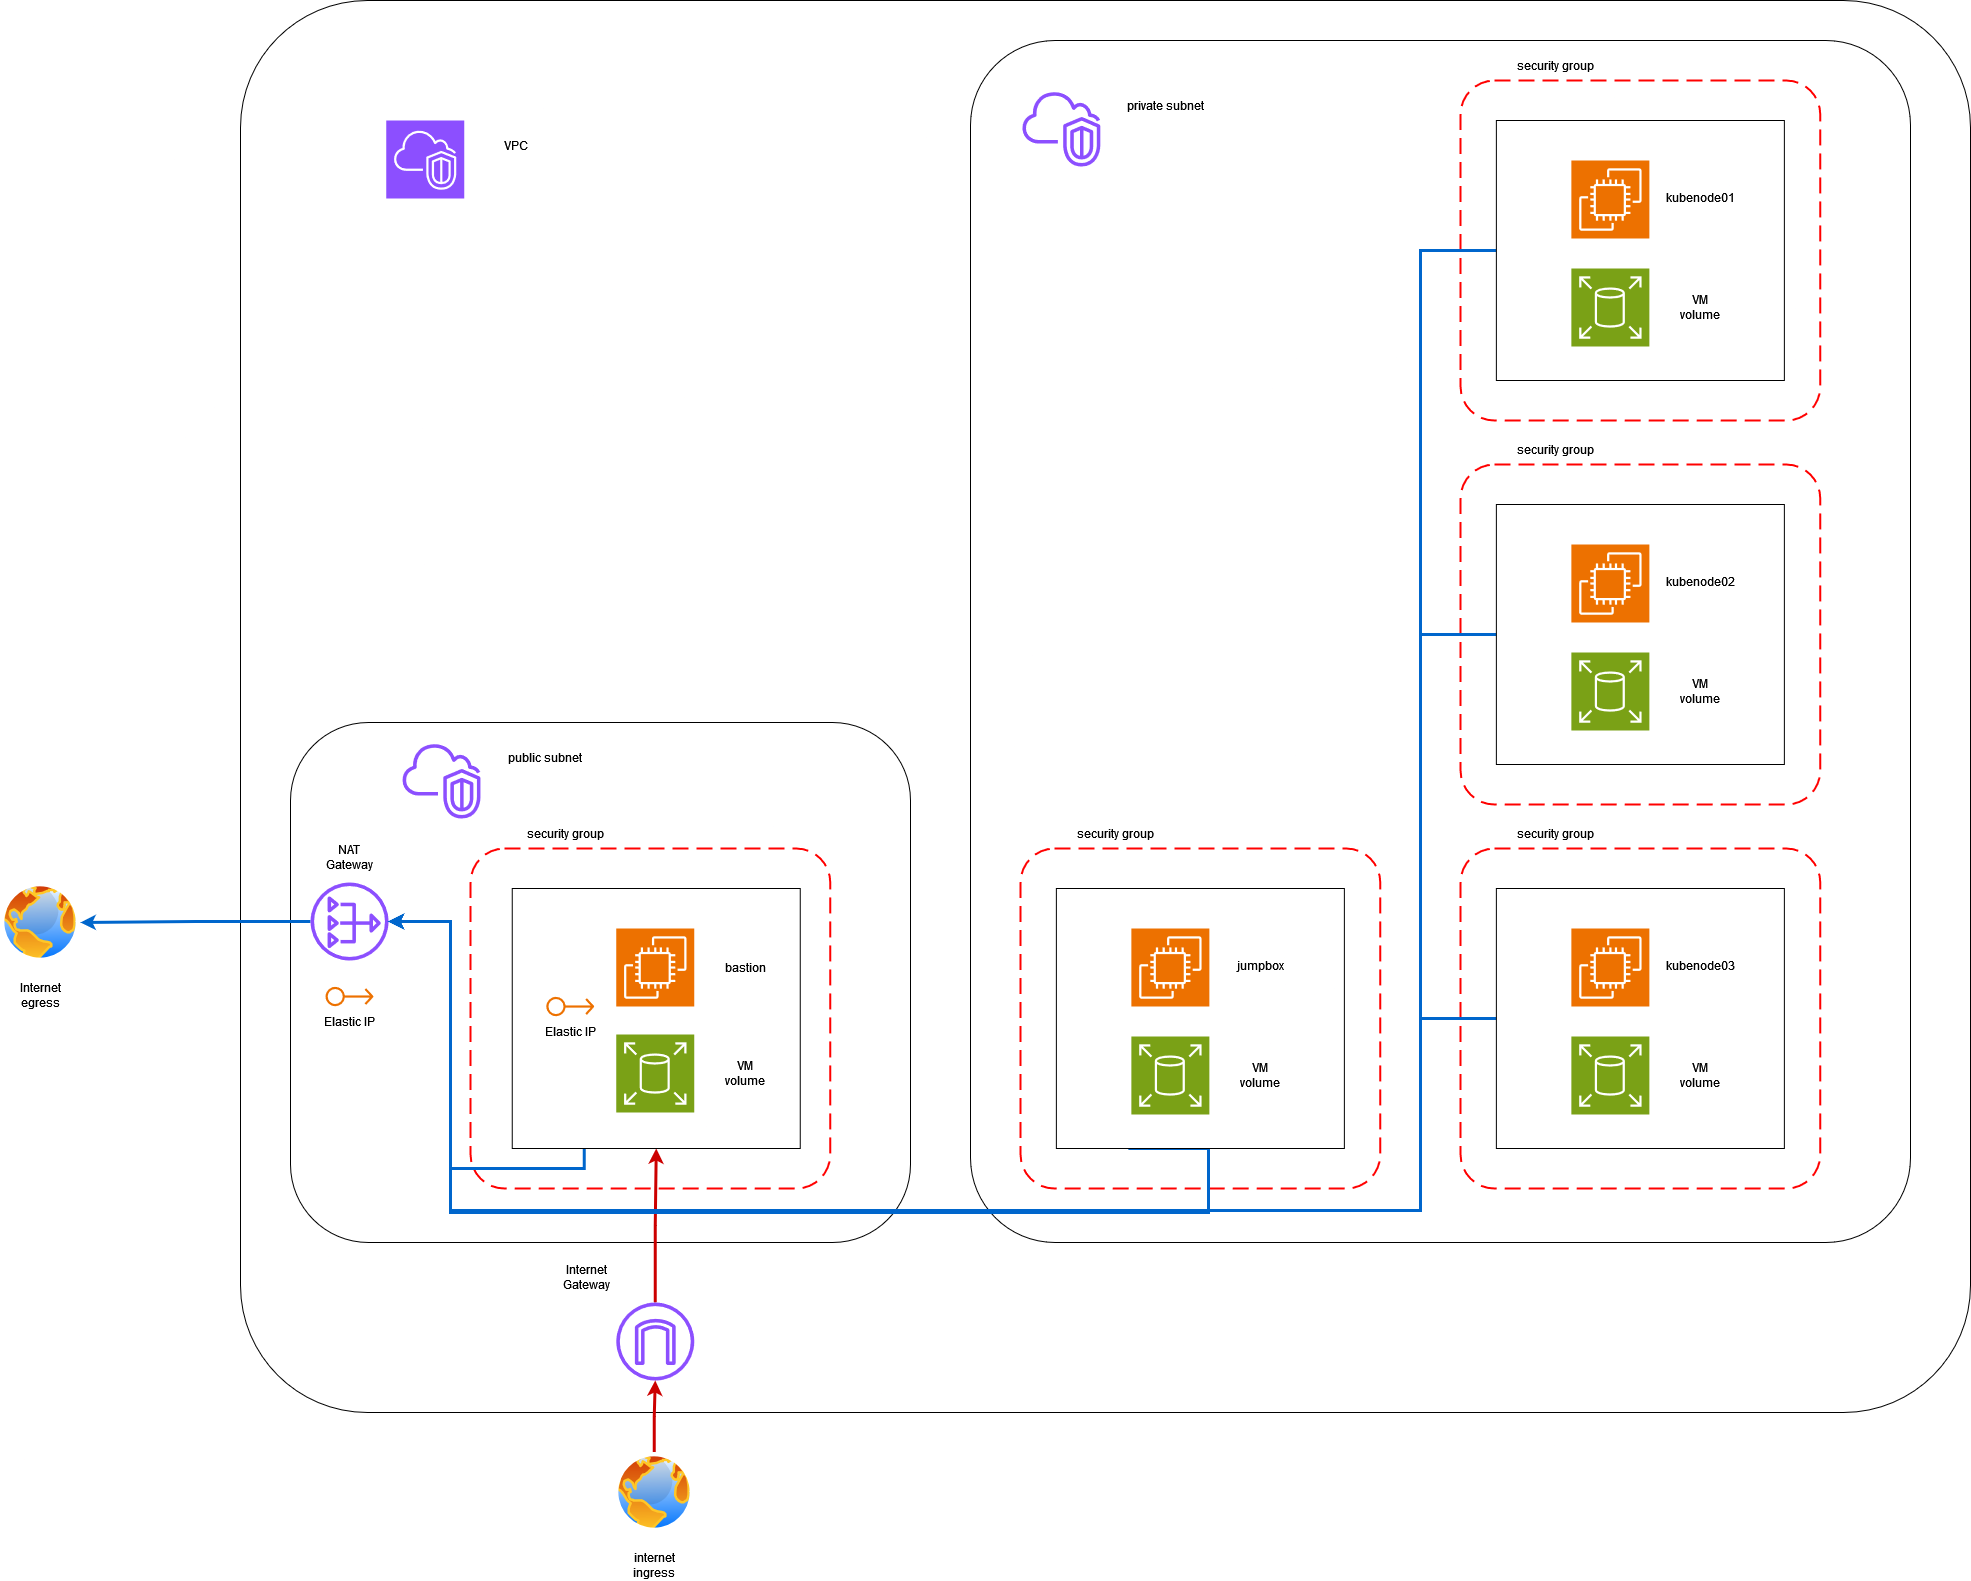 security group
private subnet
VPC
kubenode01
VM
volume
security group
kubenode02
VM
volume
public subnet
security group
security group
security group
NAT
Gateway
bastion
jumpbox
kubenode03
Internet
egress
Elastic IP
Elastic IP
VM
volume
VM
volume
VM
volume
Internet
Gateway
internet
ingress